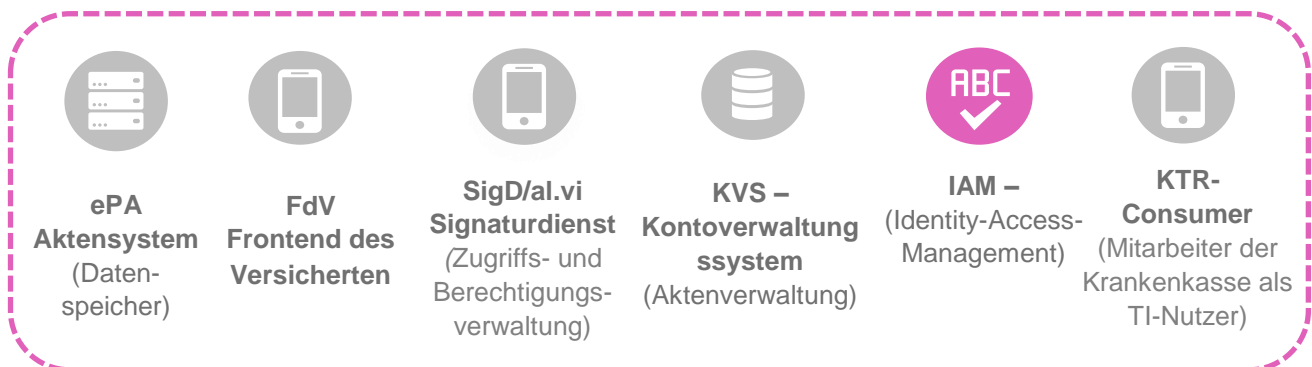 ABC
ePA
Aktensystem
(Daten-
speicher)
FdV
Frontend des
Versicherten
SigD/al.vi
Signaturdienst
(Zugriffs- und
Berechtigungs-
verwaltung)
KVS –
Kontoverwaltung
ssystem
(Aktenverwaltung)
IAM –
(Identity-Access-
Management)
KTR-
Consumer
(Mitarbeiter der
Krankenkasse als
TI-Nutzer)